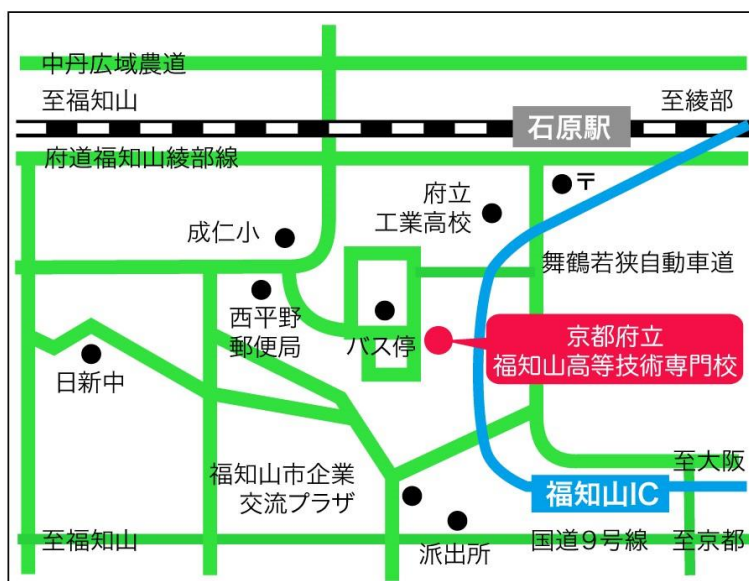 中丹広域農道
至福知山
至綾部
石原駅
府道福知山綾部線
〒
府立
工業高校
成仁小
舞鶴若狭自動車道
西平野
郵便局
バス停
京都府立
福知山高等技術専門校
日新中
至大阪
福知山市企業
交流プラザ
福知山IC
至福知山
派出所
国道9号線
至京都